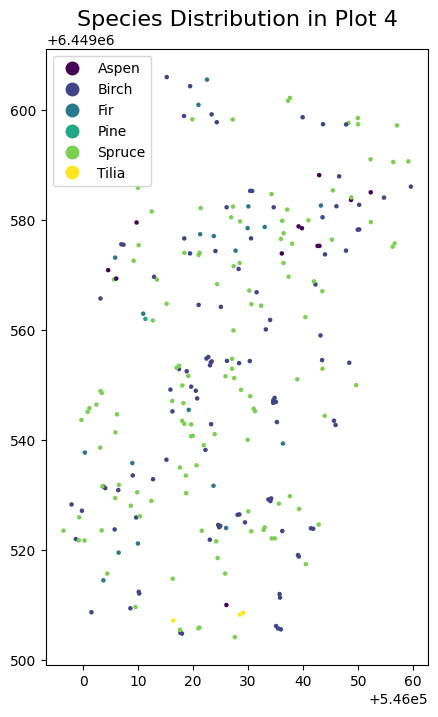 Species Distribution in Plot 4
+6.449e6
Aspen
Birch
Fir
Pine
Spruce
Tilia
600
580
560
540
520
500
0 10 20 30 40 50 60
+5.46e5